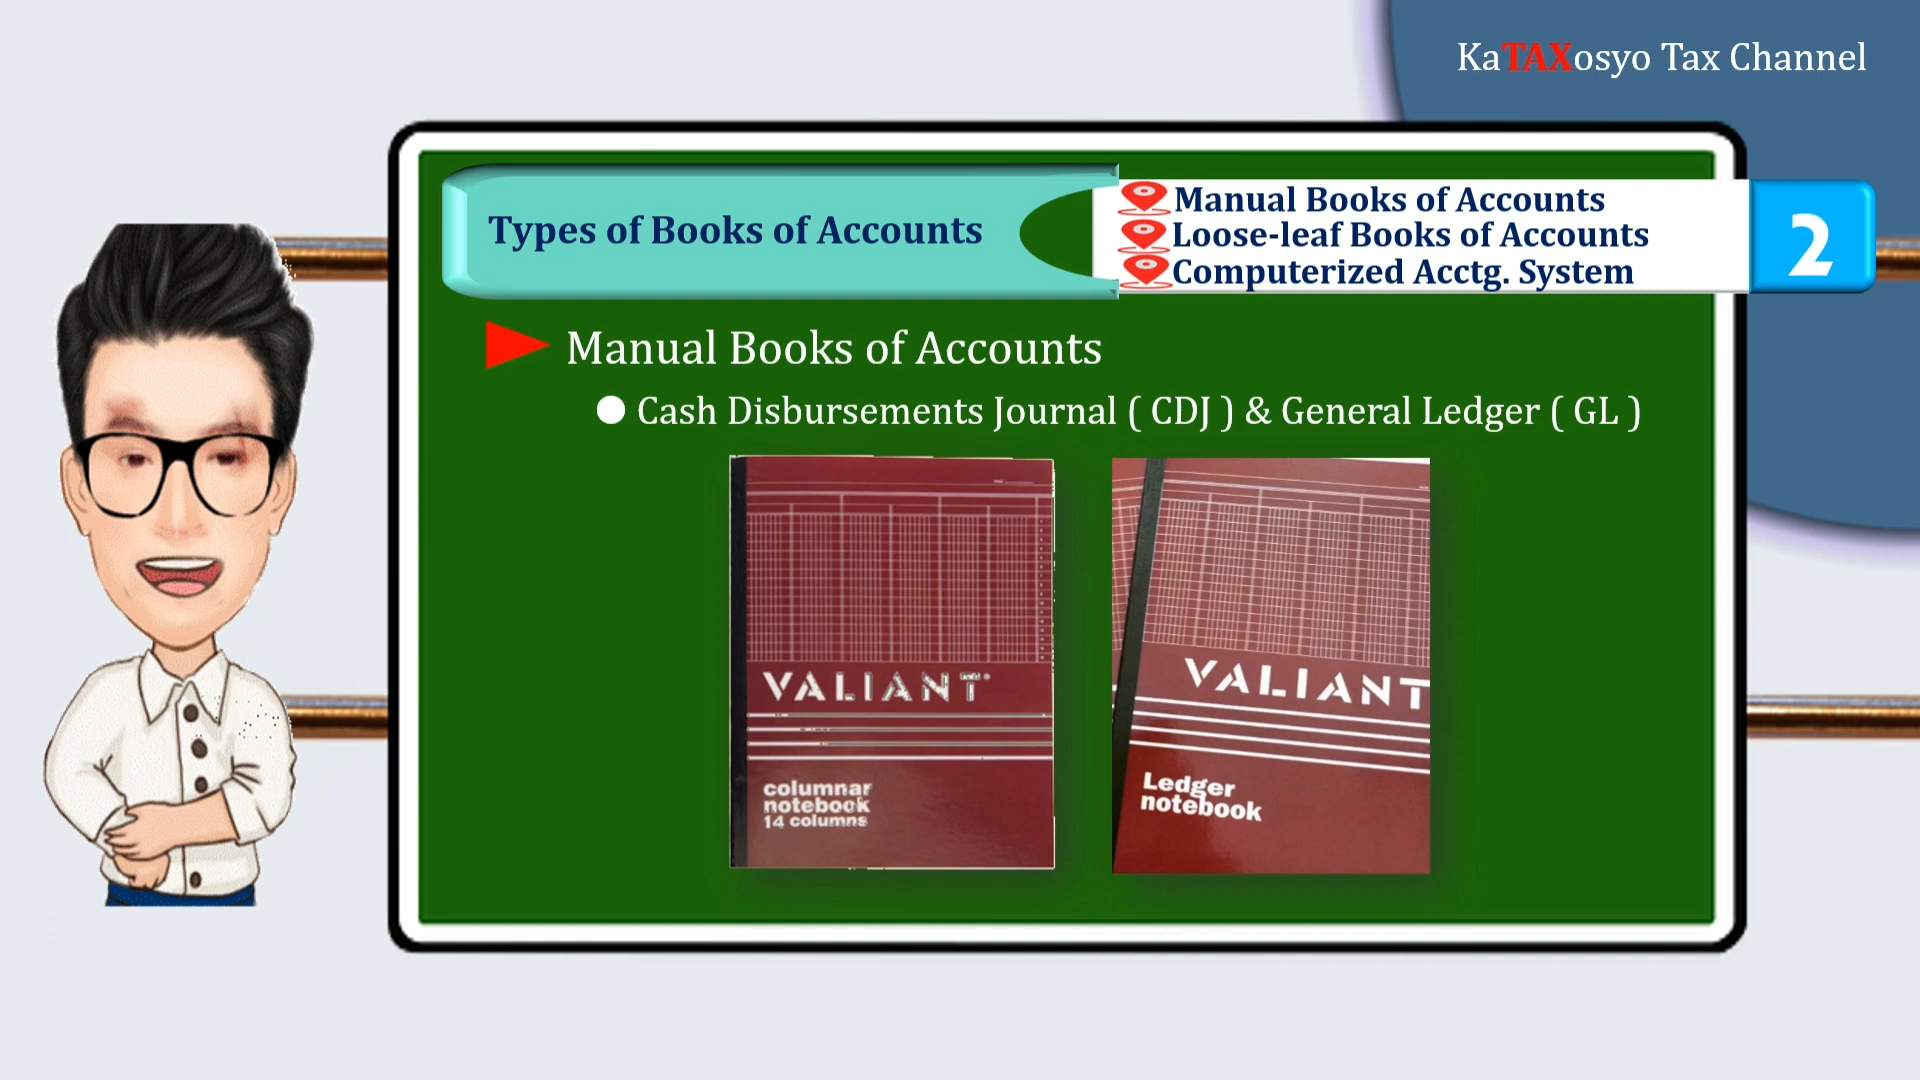 KaTAXosyo Tax Channel
Types of Books of Accounts
Manual Books of Accounts
Loose-leaf Books of Accounts
Computerized Acctg. System
2
Manual Books of Accounts
Cash Disbursements Journal ( CDJ ) & General Ledger ( GL )
VALIANT
columnar
notebook
14 columns
VALIANT
Ledger
notebook